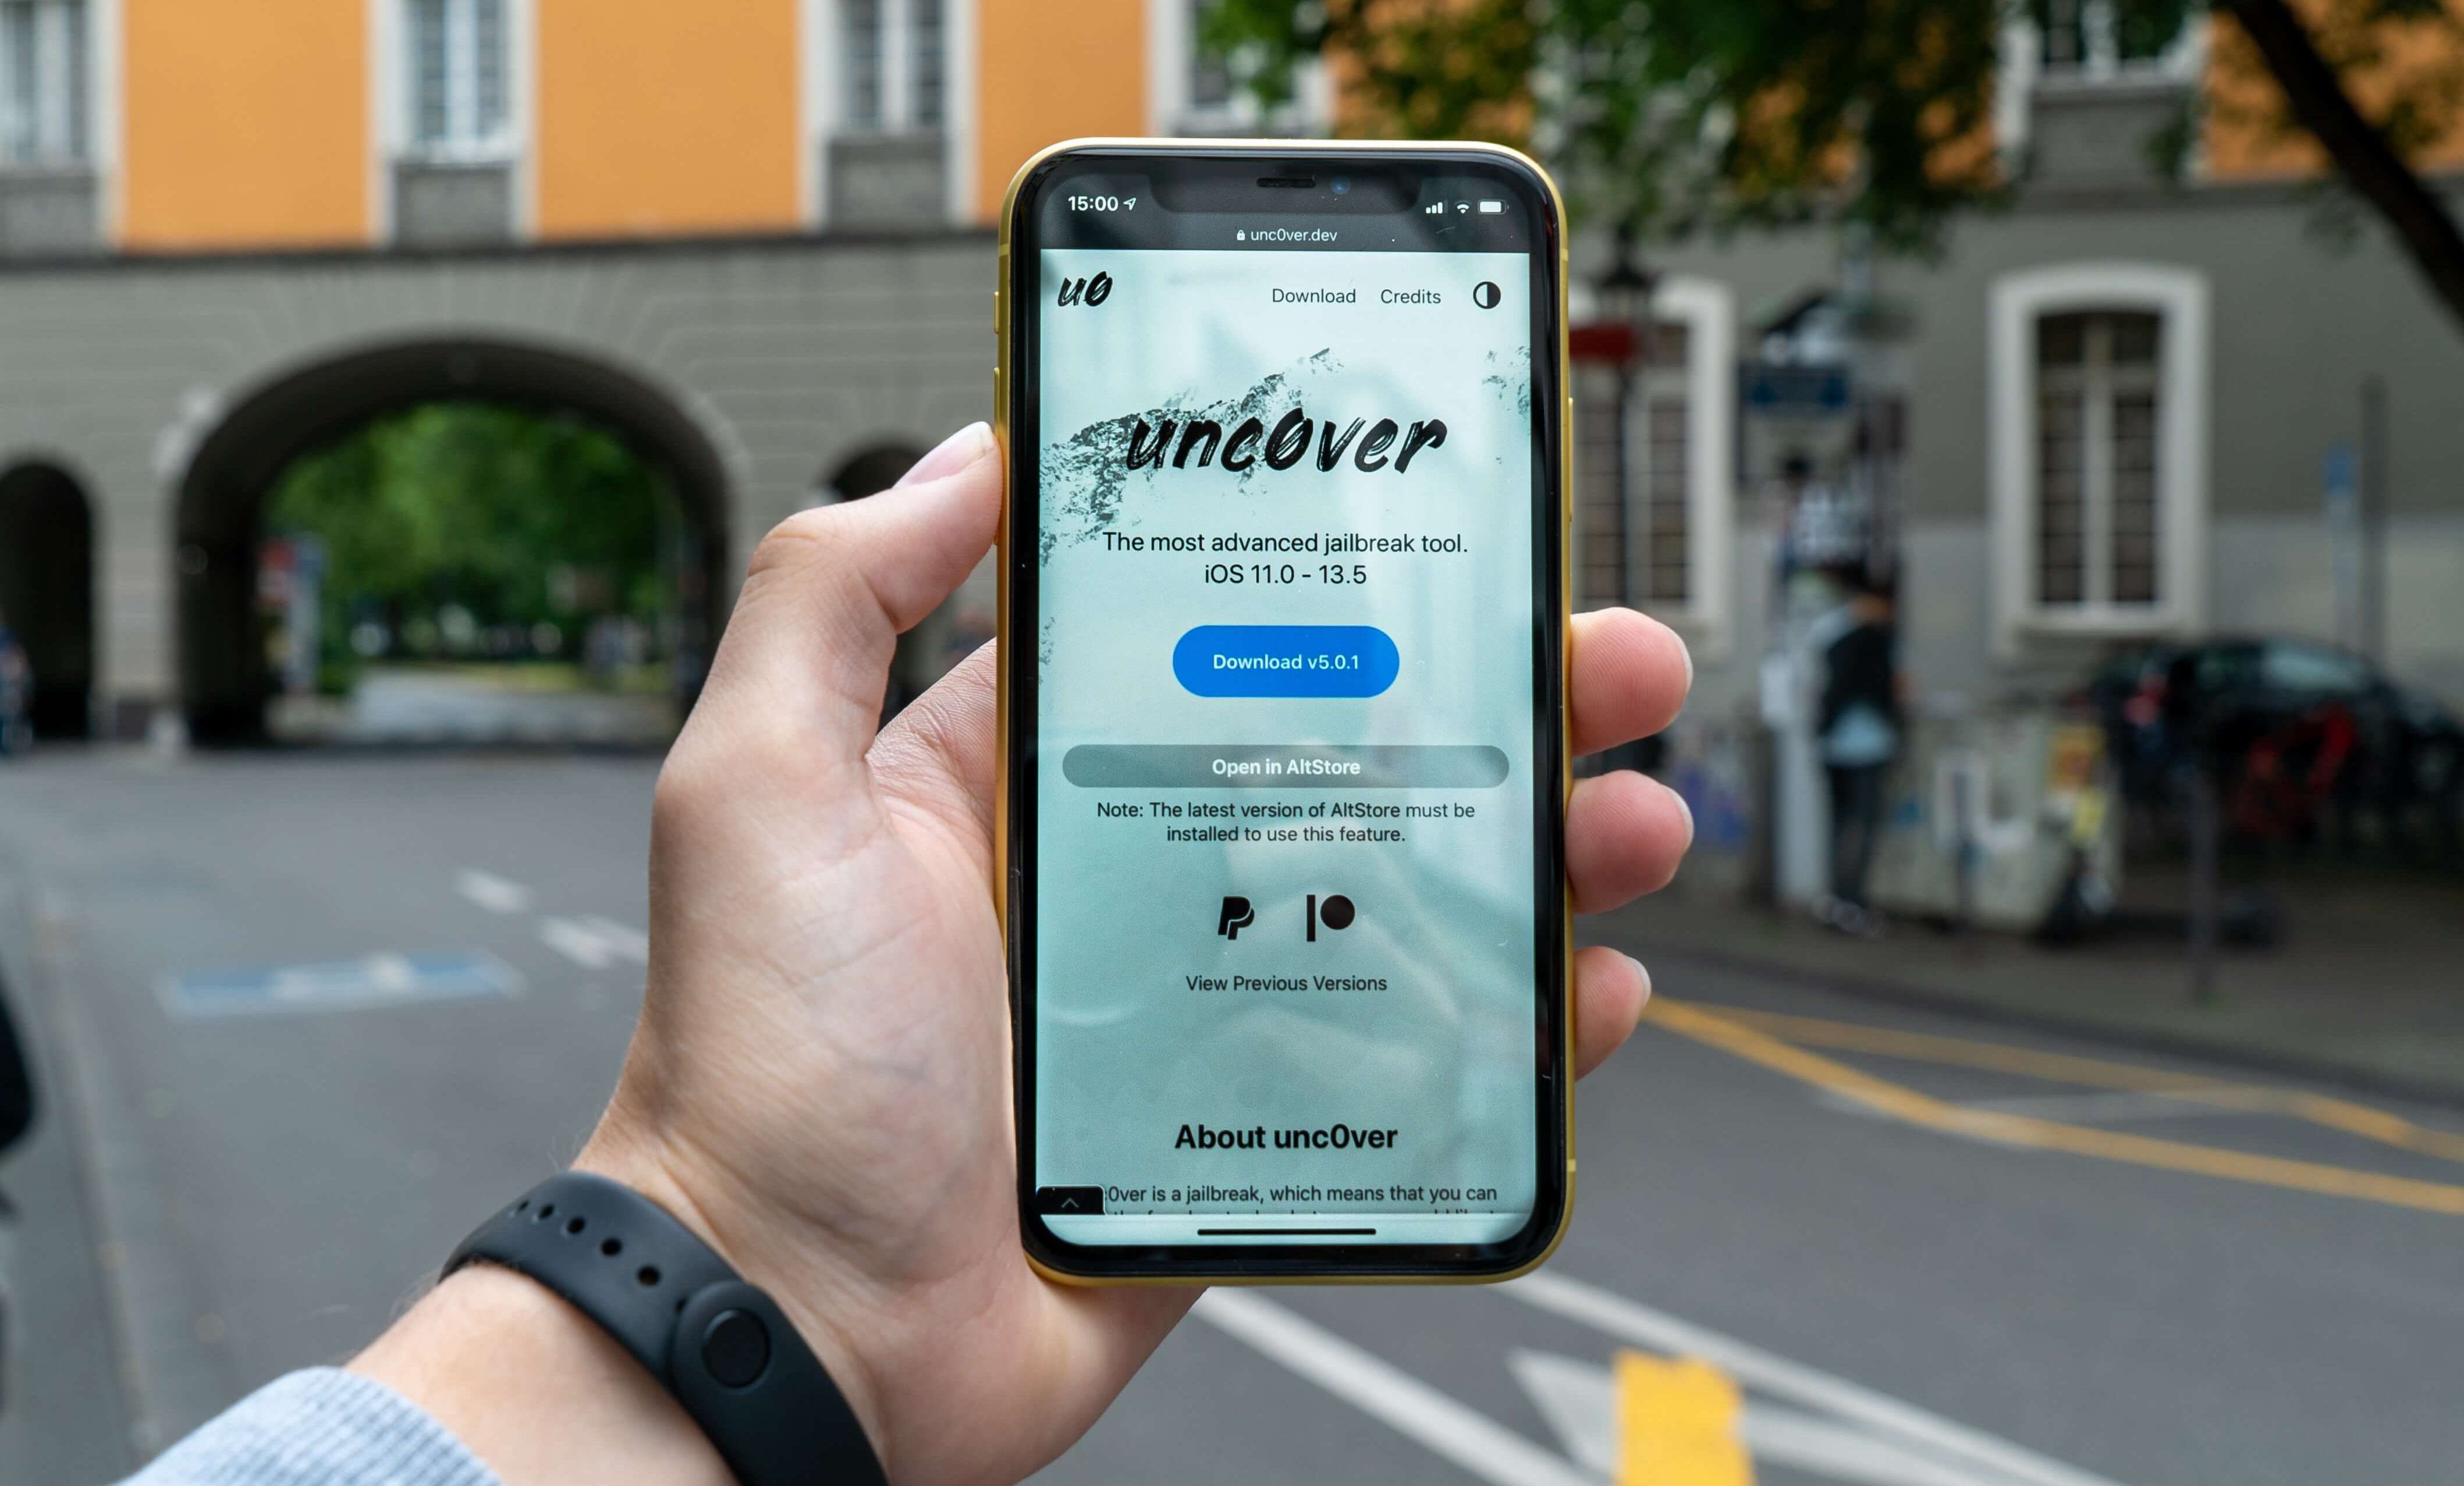 15:00
unc0ver.dev
u0
Download Credits
unc0ver
The most advanced jailbreak tool.
iOS 11.0 - 13.5
Download v5.0.1
Open in AltStore
Note: The latest version of AltStore must be
installed to use this feature.
View Previous Versions
About unc0ver
0ver is a jailbreak, which means that you can